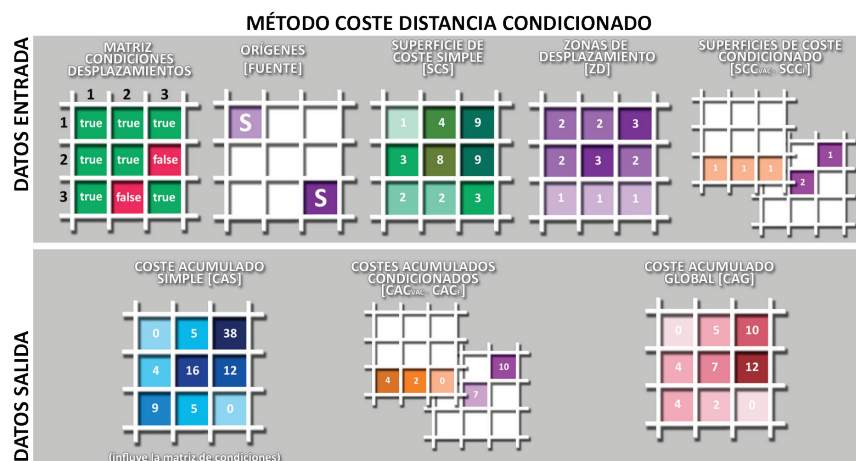 MÉTODO COSTE DISTANCIA CONDICIONADO
DATOS ENTRADA
MATRIZ
CONDICIONES
DESPLAZAMIENTOS
1 2 3
1 true true true
2 true true false
3 true false true
ORÍGENES
[FUENTE]
S
S
SUPERFICIE DE
COSTE SIMPLE
[SCS]
1 4 9
3 8 9
2 2 3
ZONAS DE
DESPLAZAMIENTO
[ZD]
2 2 3
2 3 2
1 1 1
SUPERFICIES DE COSTE
CONDICIONADO
[SCCVAC - SCCF]
1 1 1
1
2
DATOS SALIDA
COSTE ACUMULADO
SIMPLE [CAS]
0 5 38
4 16 12
9 5 0
(influye la matriz de condiciones)
COSTES ACUMULADOS
CONDICIONADOS
[CACVAC - CACF]
4 2 0
10
7
COSTE ACUMULADO
GLOBAL [CAG]
0 5 10
4 7 12
4 2 0